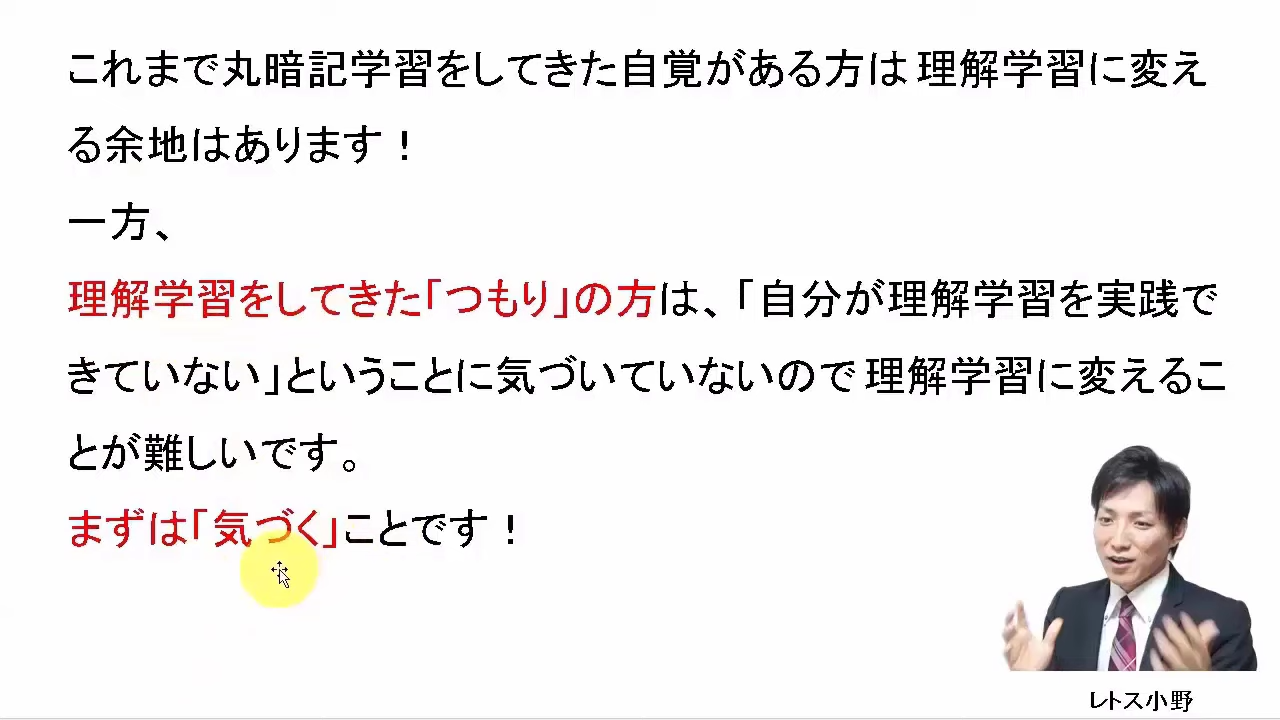 これまで丸暗記学習をしてきた自覚がある方は理解学習に変え
る余地はあります！
一方、
理解学習をしてきた「つもり」の方は、「自分が理解学習を実践で
きていない」ということに気づいていないので理解学習に変えるこ
とが難しいです。
まずは「気づく」ことです！
レトス小野